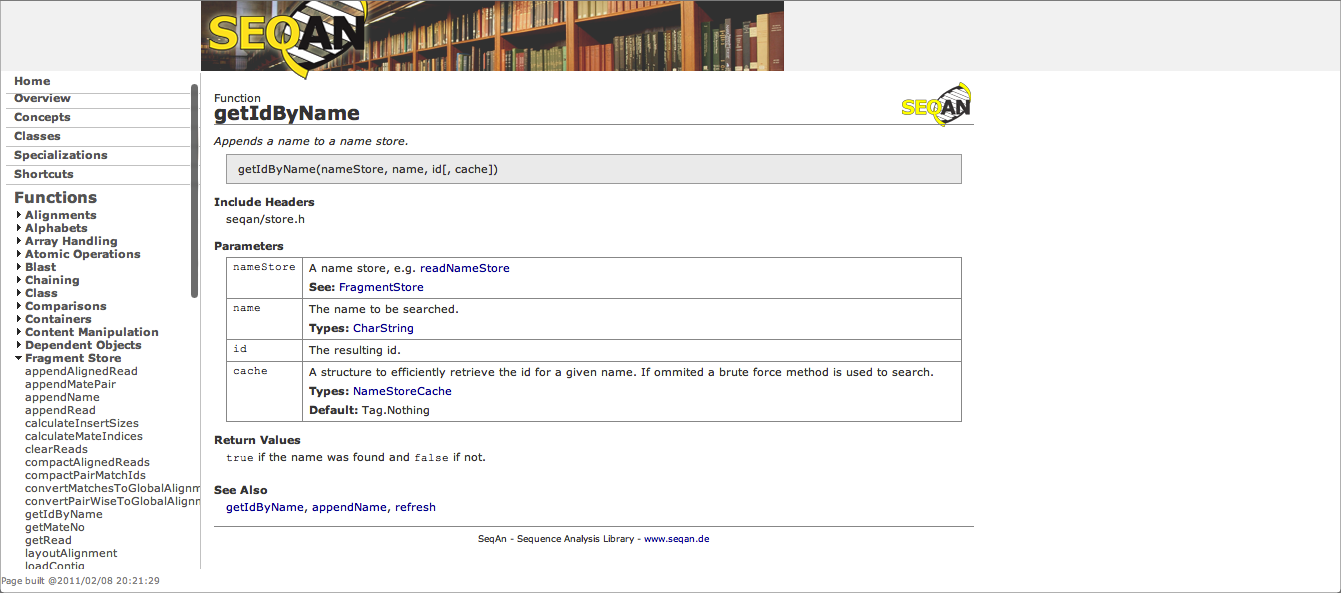 SEQAN
Home
Overview
Concepts
Classes
Specializations
Shortcuts
Functions
Alignments
Alphabets
Array Handling
Atomic Operations
Blast
Chaining
Class
Comparisons
Containers
Content Manipulation
Dependent Objects
Fragment Store
appendAlignedRead
appendMatePair
appendName
appendRead
calculateInsertSizes
calculateMateIndices
clearReads
compactAlignedReads
compactPairMatchIds
convertMatchesToGlobalAlignm
convertPairWiseToGlobalAlignn
getIdByName
getMateNo
getRead
layoutAlignment
loadContig
Page built @2011/02/08 20:21:29
Function
getIdByName
SEQAN
Appends a name to a name store.
getIdByName(nameStore, name, id[, cache])
Include Headers
seqan/store.h
Parameters
nameStore A name store, e.g. readNameStore
See: FragmentStore
name The name to be searched.
Types: CharString
id The resulting id.
cache A structure to efficiently retrieve the id for a given name. If ommited a brute force method is used to search.
Types: NameStoreCache
Default: Tag.Nothing
Return Values
true if the name was found and false if not.
See Also
getIdByName, appendName, refresh
SeqAn - Sequence Analysis Library - www.seqan.de